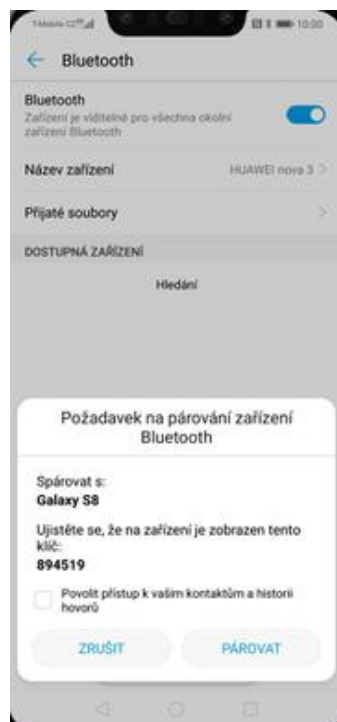 T-Mobile CZ
10:00
Bluetooth
Bluetooth
Zařízení je viditelné pro všechna okolní
zařízení Bluetooth
Název zařízení HUAWEI nova 3
Přijaté soubory
DOSTUPNÁ ZAŘÍZENÍ
Hledání
Požadavek na párování zařízení
Bluetooth
Spárovat s:
Galaxy S8
Ujistěte se, že na zařízení je zobrazen tento
klíč:
894519
Povolit přístup k vašim kontaktům a historii
hovorů
ZRUŠIT PÁROVAT